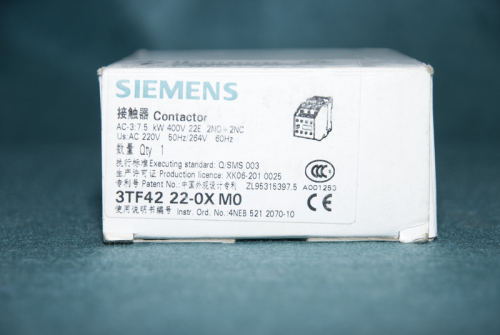 SIEMENS
接触器 Contactor
AC-3:7.5 kW 400V 22E 2NO+2NC
Us:AC 220V 50Hz/264V 60Hz
数量 Qty 1
执行标准 Executive standard: Q/SMS 003
生产许可证 Production licence: XK06-201 0025
专利号 Patent No.:中国外观设计专利 ZL95315397.5
CCC
A001250
3TF42 22-0X M0
CE
使用说明书编号 Instr. Ord. No.:4NEB 521 2070-10